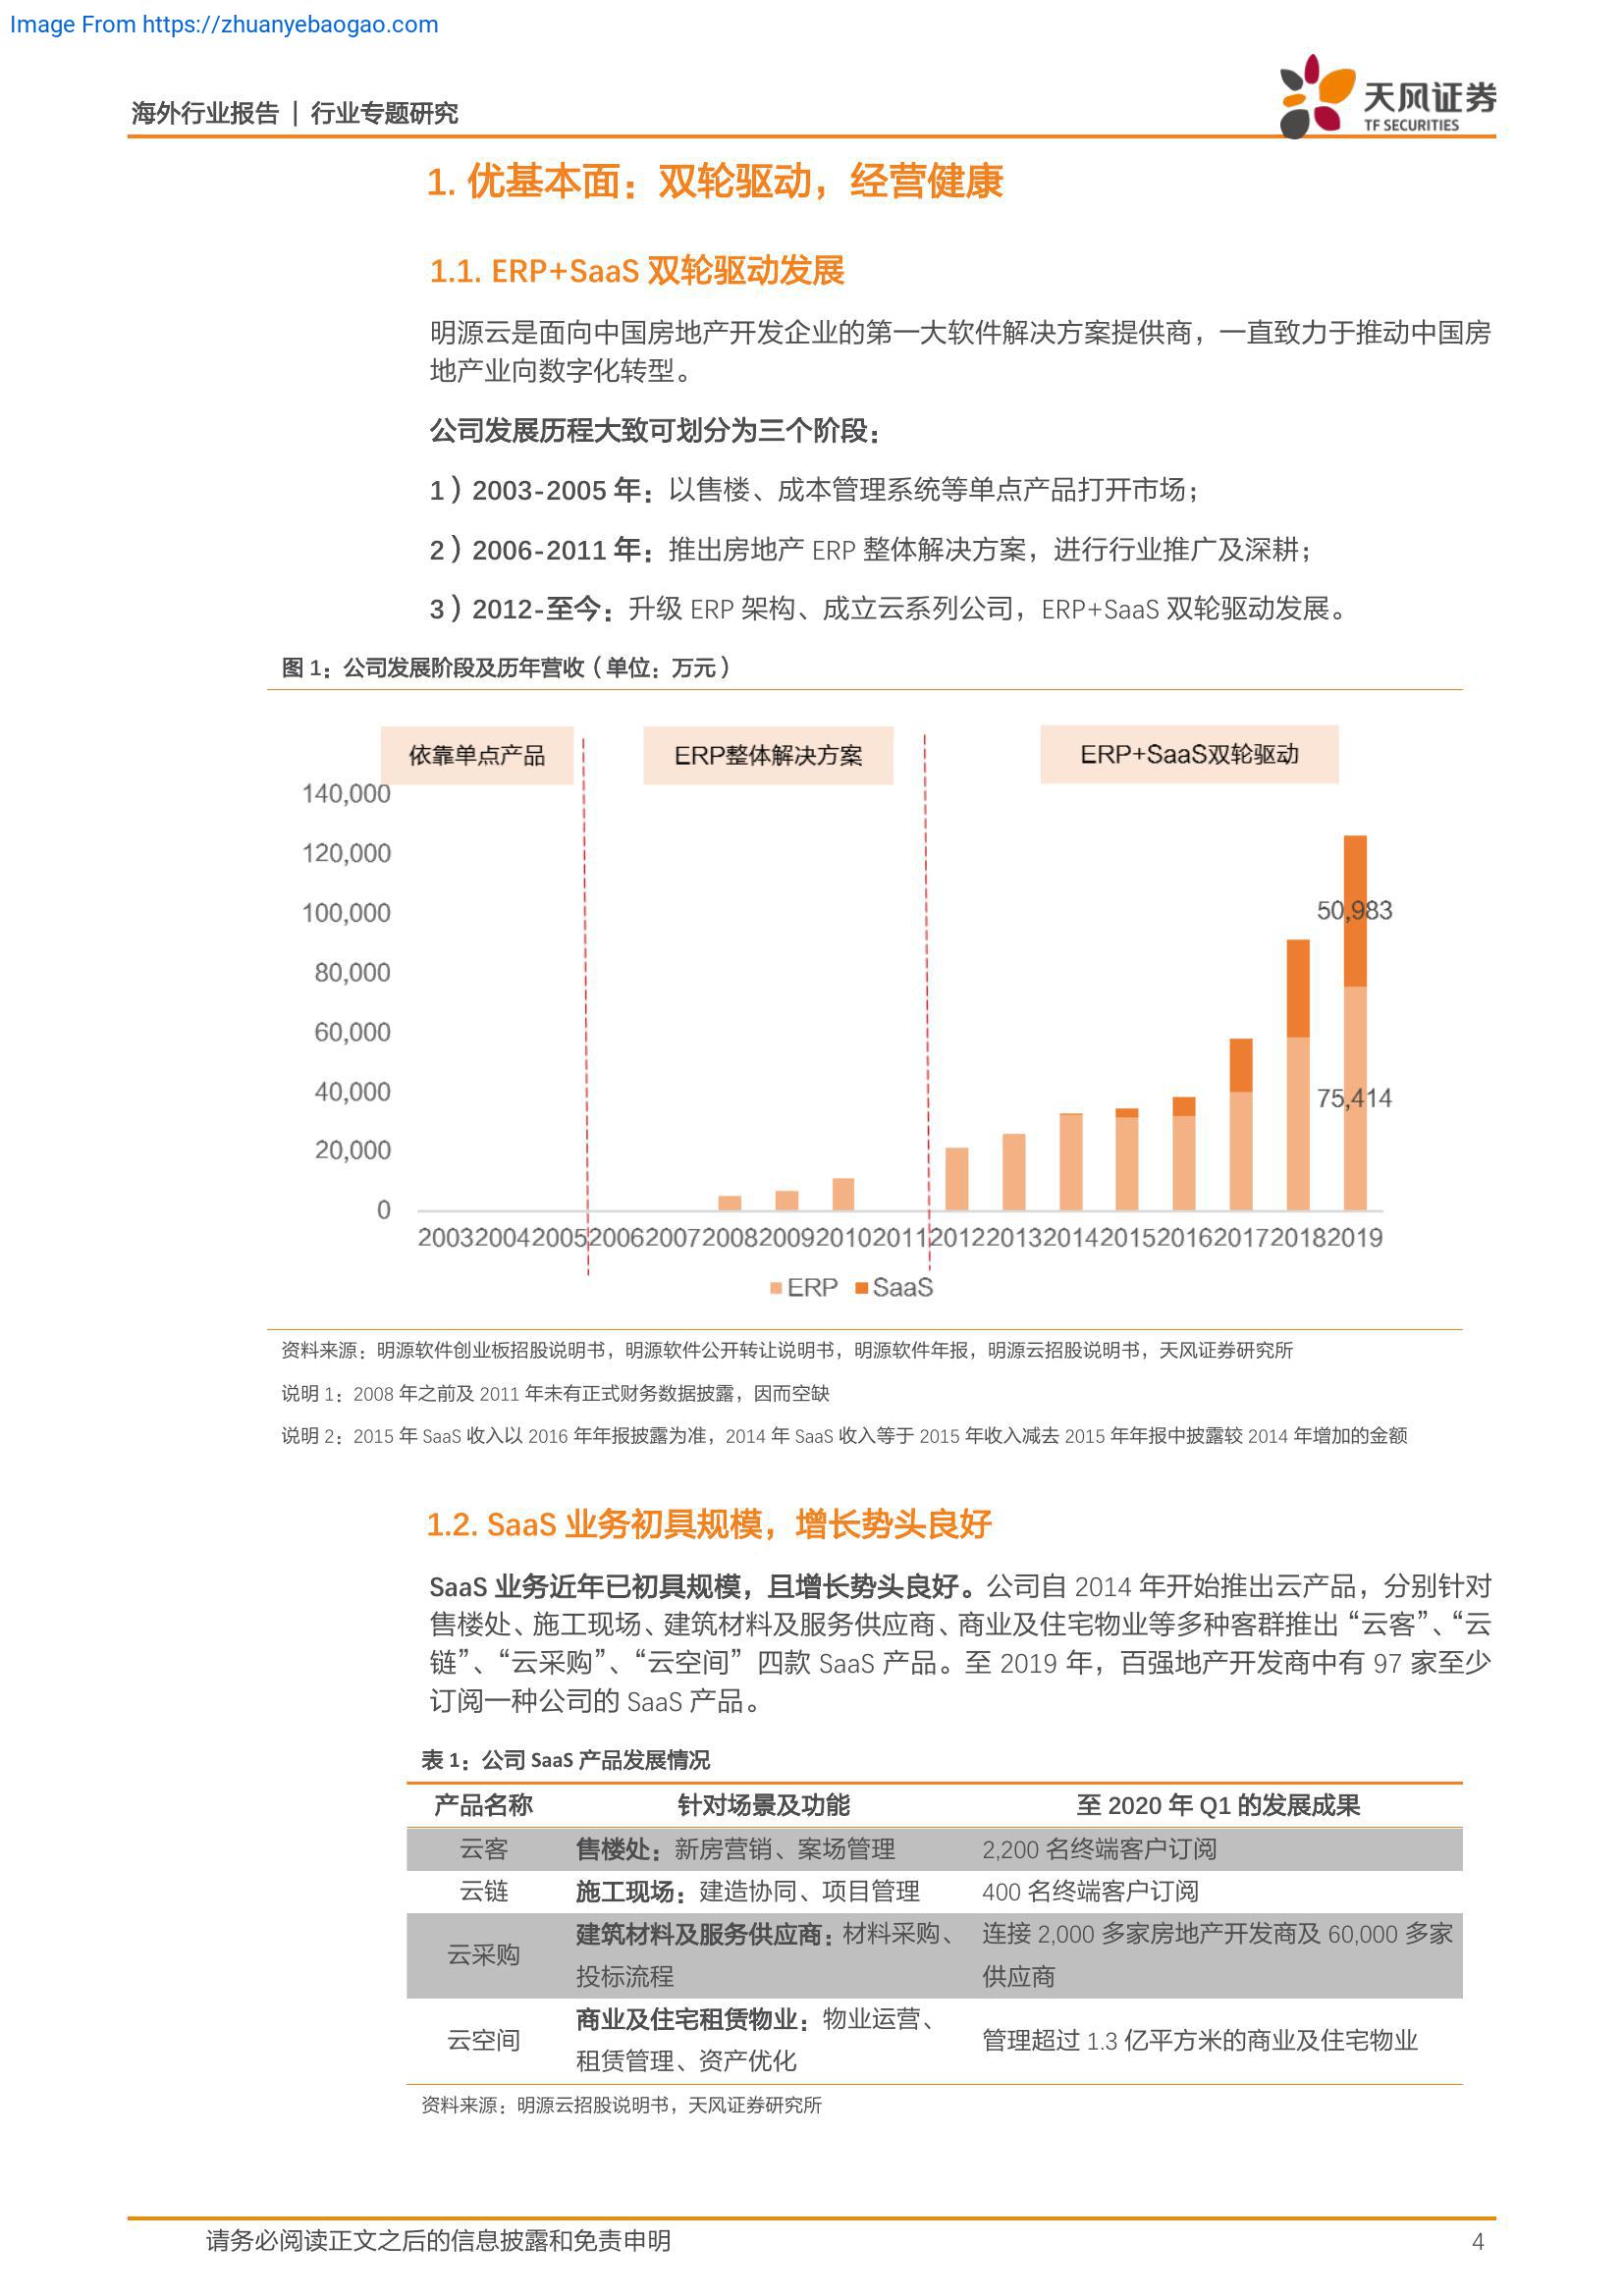 Image From https://zhuanyebaogao.com
海外行业报告 | 行业专题研究
天风证券
TF SECURITIES
1. 优基本面：双轮驱动，经营健康
1.1. ERP+SaaS 双轮驱动发展
明源云是面向中国房地产开发企业的第一大软件解决方案提供商，一直致力于推动中国房
地产业向数字化转型。
公司发展历程大致可划分为三个阶段：
1）2003-2005 年：以售楼、成本管理系统等单点产品打开市场；
2）2006-2011 年：推出房地产 ERP 整体解决方案，进行行业推广及深耕；
3）2012-至今：升级 ERP 架构、成立云系列公司，ERP+SaaS 双轮驱动发展。
图 1：公司发展阶段及历年营收（单位：万元）
依靠单点产品
ERP整体解决方案
ERP+SaaS双轮驱动
140,000
120,000
100,000
80,000
60,000
40,000
20,000
0
50,983
75,414
2003 2004 2005 2006 2007 2008 2009 2010 2011 2012 2013 2014 2015 2016 2017 2018 2019
ERP SaaS
资料来源：明源软件创业板招股说明书，明源软件公开转让说明书，明源软件年报，明源云招股说明书，天风证券研究所
说明 1：2008 年之前及 2011 年未有正式财务数据披露，因而空缺
说明 2：2015 年 SaaS 收入以 2016 年年报披露为准，2014 年 SaaS 收入等于 2015 年收入减去 2015 年年报中披露较 2014 年增加的金额
1.2. SaaS 业务初具规模，增长势头良好
SaaS 业务近年已初具规模，且增长势头良好。公司自 2014 年开始推出云产品，分别针对
售楼处、施工现场、建筑材料及服务供应商、商业及住宅物业等多种客群推出 “云客”、“云
链”、“云采购”、“云空间” 四款 SaaS 产品。至 2019 年，百强地产开发商中有 97 家至少
订阅一种公司的 SaaS 产品。
表 1：公司 SaaS 产品发展情况
产品名称 针对场景及功能 至 2020 年 Q1 的发展成果
云客 售楼处：新房营销、案场管理 2,200 名终端客户订阅
云链 施工现场：建造协同、项目管理 400 名终端客户订阅
云采购 建筑材料及服务供应商：材料采购、 连接 2,000 多家房地产开发商及 60,000 多家
投标流程 供应商
云空间 商业及住宅租赁物业：物业运营、 管理超过 1.3 亿平方米的商业及住宅物业
租赁管理、资产优化
资料来源：明源云招股说明书，天风证券研究所
请务必阅读正文之后的信息披露和免责申明 4